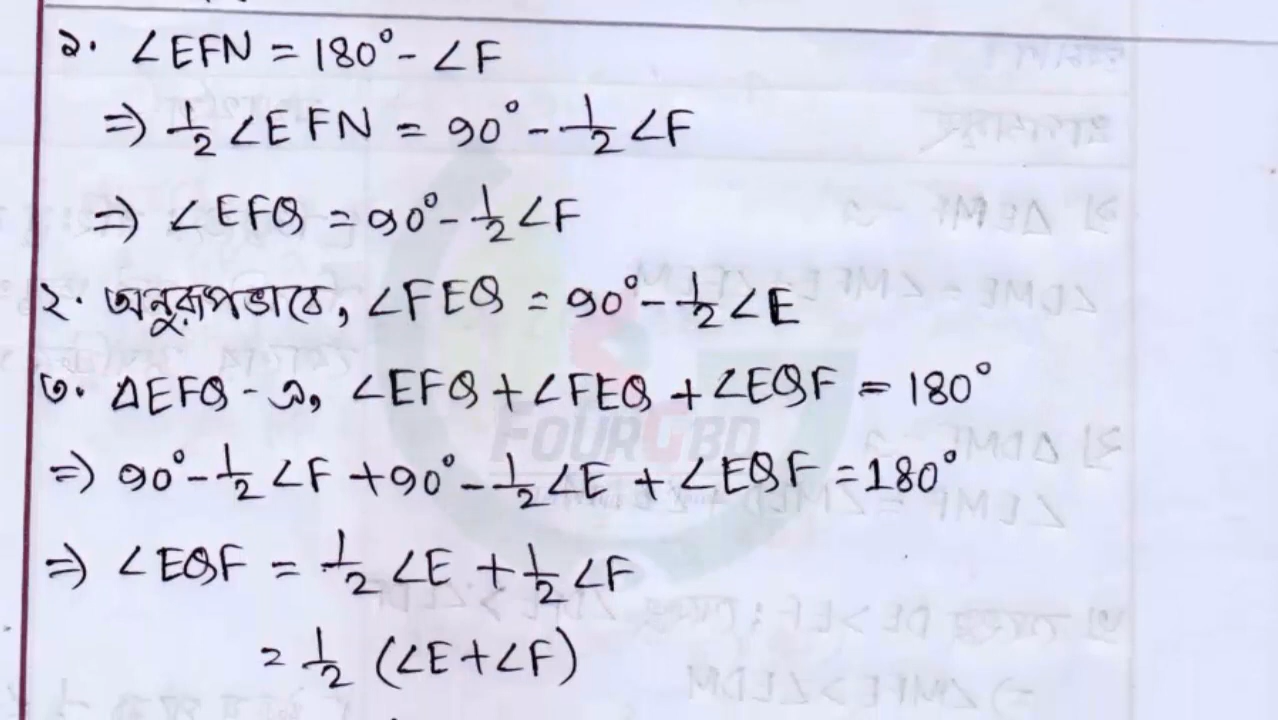 ১. ∠EFN = 180° - ∠F
⇒ 1/2 ∠EFN = 90° - 1/2 ∠F
⇒ ∠EFQ = 90° - 1/2 ∠F
২. অনুরূপভাবে, ∠FEQ = 90° - 1/2 ∠E
৩. ΔEFQ - এ, ∠EFQ + ∠FEQ + ∠EQF = 180°
FOURGBD
⇒ 90° - 1/2 ∠F + 90° - 1/2 ∠E + ∠EQF = 180°
⇒ ∠EQF = 1/2 ∠E + 1/2 ∠F
= 1/2 (∠E + ∠F)